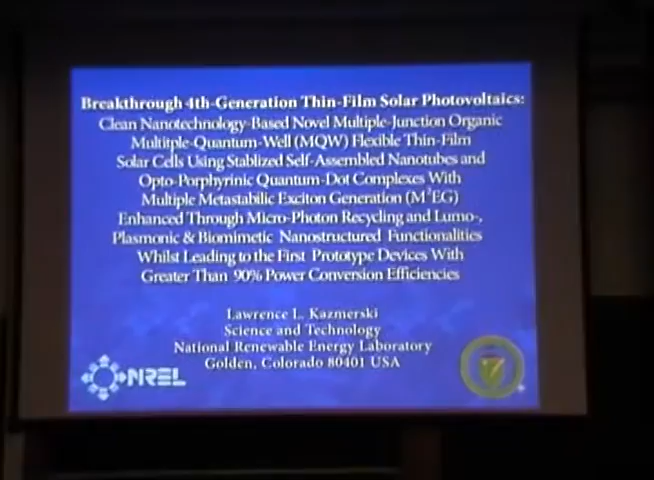 Breakthrough 4th-Generation Thin-Film Solar Photovoltaics:
Clean Nanotechnology-Based Novel Multiple-Junction Organic
Multitple-Quantum-Well (MQW) Flexible Thin-Film
Solar Cells Using Stablized Self-Assembled Nanotubes and
Opto-Porphyrinic Quantum-Dot Complexes With
Multiple Metastabilic Exciton Generation (M²EG)
Enhanced Through Micro-Photon Recycling and Lumo-,
Plasmonic & Biomimetic Nanostructured Functionalities
Whilst Leading to the First Prototype Devices With
Greater Than 90% Power Conversion Efficiencies
Lawrence L. Kazmerski
Science and Technology
National Renewable Energy Laboratory
Golden, Colorado 80401 USA
NREL